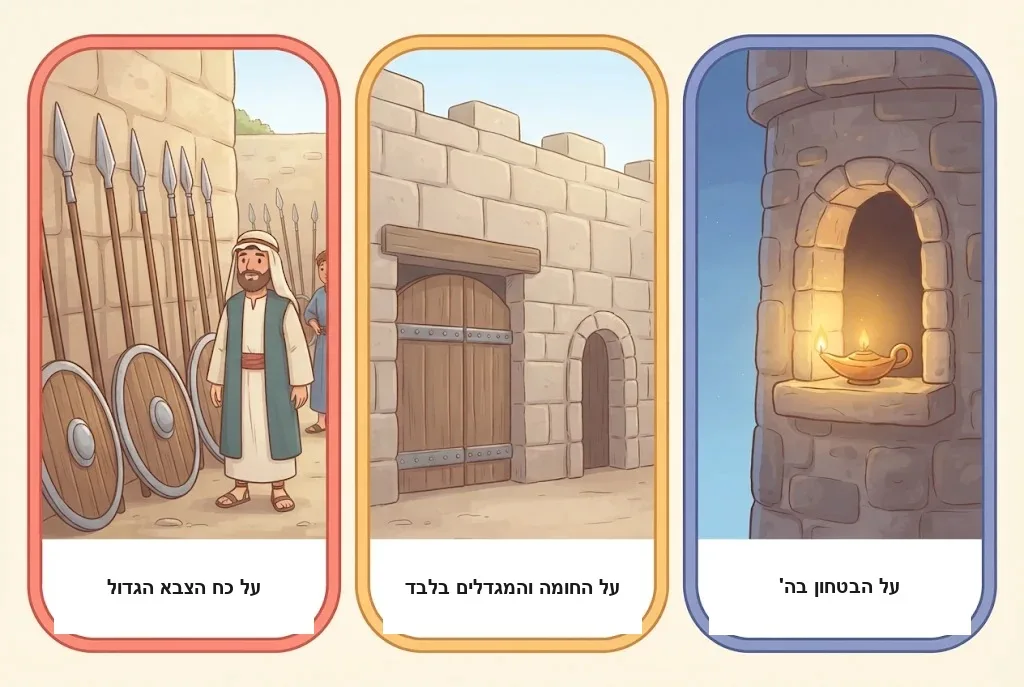 על הבטחון בה'
על החומה והמגדלים בלבד
על כח הצבא הגדול